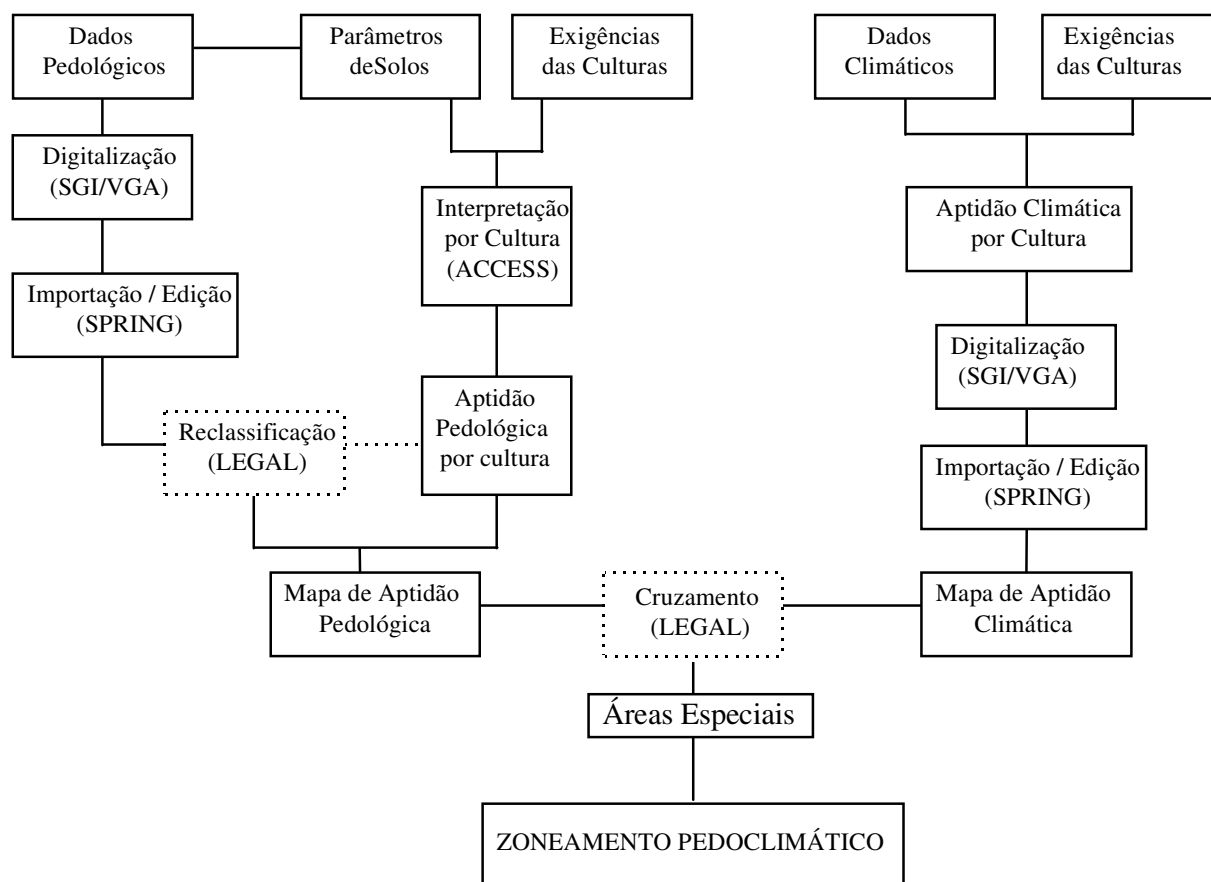 Dados
Pedológicos
Parâmetros
deSolos
Exigências
das Culturas
Dados
Climáticos
Exigências
das Culturas
Digitalização
(SGI/VGA)
Interpretação
por Cultura
(ACCESS)
Aptidão Climática
por Cultura
Importação / Edição
(SPRING)
Digitalização
(SGI/VGA)
Reclassificação
(LEGAL)
Aptidão
Pedológica
por cultura
Importação / Edição
(SPRING)
Mapa de Aptidão
Pedológica
Cruzamento
(LEGAL)
Mapa de Aptidão
Climática
Áreas Especiais
ZONEAMENTO PEDOCLIMÁTICO